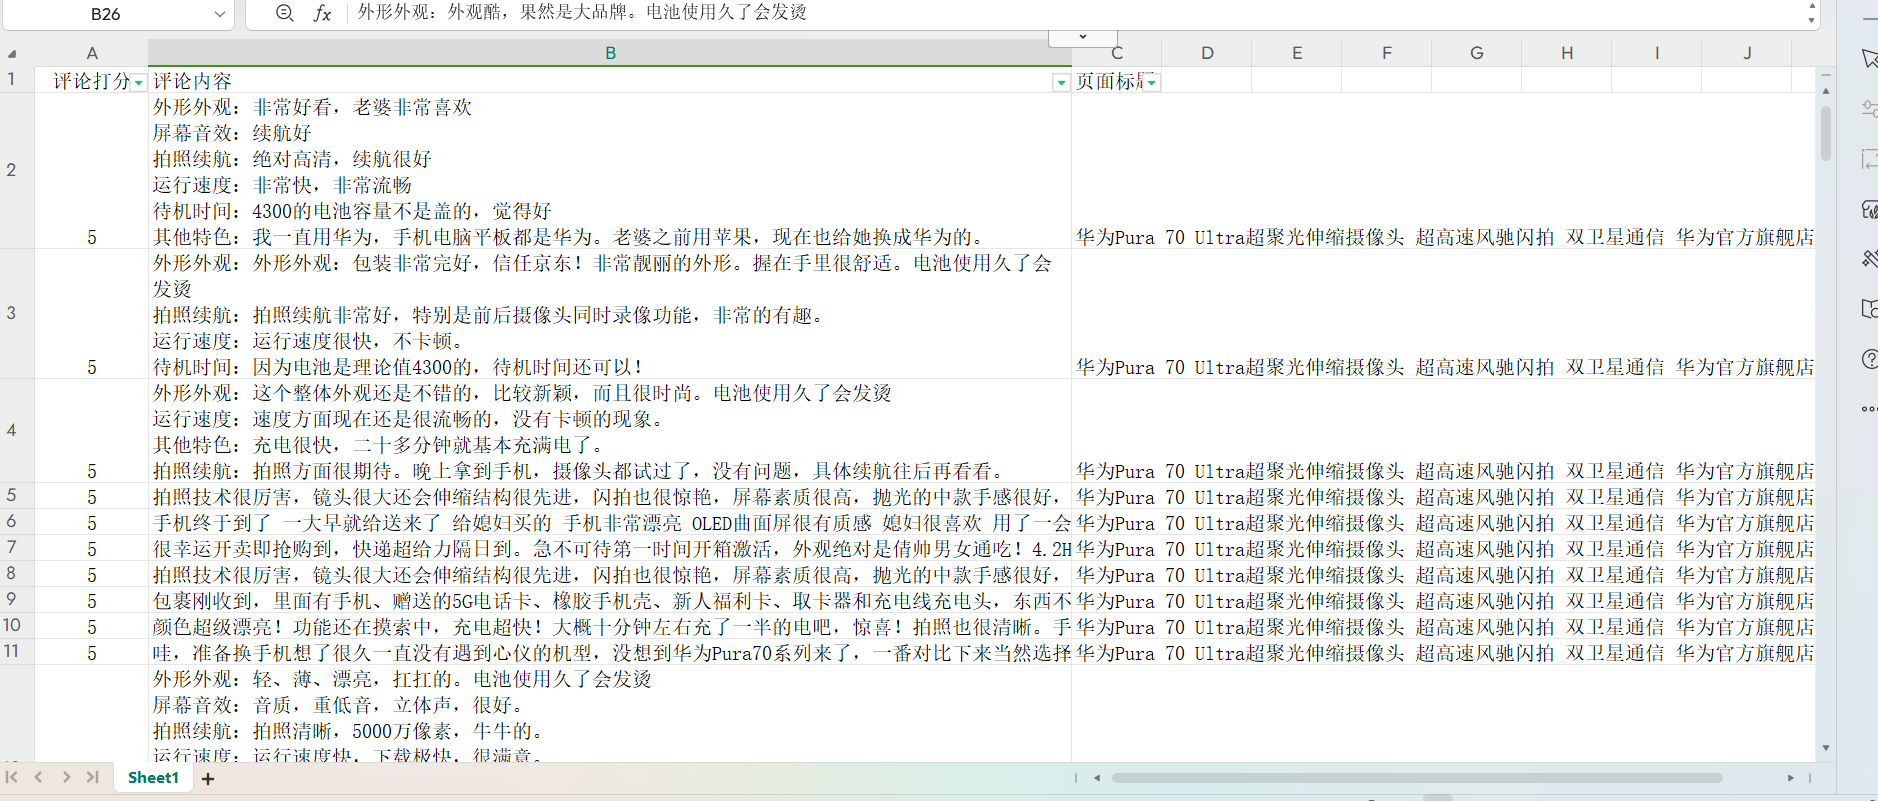 B26
fx
外形外观：外观酷，果然是大品牌。电池使用久了会发烫
A B C D E F G H I J
1 评论打分 评论内容 页面标题
外形外观：非常好看，老婆非常喜欢
屏幕音效：续航好
拍照续航：绝对高清，续航很好
运行速度：非常快，非常流畅
待机时间：4300的电池容量不是盖的，觉得好
2 5 其他特色：我一直用华为，手机电脑平板都是华为。老婆之前用苹果，现在也给她换成华为的。 华为Pura 70 Ultra超聚光伸缩摄像头 超高速风驰闪拍 双卫星通信 华为官方旗舰店
外形外观：外形外观：包装非常完好，信任京东！非常靓丽的外形。握在手里很舒适。电池使用久了会
发烫
拍照续航：拍照续航非常好，特别是前后摄像头同时录像功能，非常的有趣。
运行速度：运行速度很快，不卡顿。
3 5 待机时间：因为电池是理论值4300的，待机时间还可以！ 华为Pura 70 Ultra超聚光伸缩摄像头 超高速风驰闪拍 双卫星通信 华为官方旗舰店
外形外观：这个整体外观还是不错的，比较新颖，而且很时尚。电池使用久了会发烫
运行速度：速度方面现在还是很流畅的，没有卡顿的现象。
其他特色：充电很快，二十多分钟就基本充满电了。
4 5 拍照续航：拍照方面很期待。晚上拿到手机，摄像头都试过了，没有问题，具体续航往后再看看。 华为Pura 70 Ultra超聚光伸缩摄像头 超高速风驰闪拍 双卫星通信 华为官方旗舰店
5 5 拍照技术很厉害，镜头很大还会伸缩结构很先进，闪拍也很惊艳，屏幕素质很高，抛光的中款手感很好， 华为Pura 70 Ultra超聚光伸缩摄像头 超高速风驰闪拍 双卫星通信 华为官方旗舰店
6 5 手机终于到了 一大早就给送来了 给媳妇买的 手机非常漂亮 OLED曲面屏很有质感 媳妇很喜欢 用了一会 华为Pura 70 Ultra超聚光伸缩摄像头 超高速风驰闪拍 双卫星通信 华为官方旗舰店
7 5 很幸运开卖即抢购到，快递超给力隔日到。急不可待第一时间开箱激活，外观绝对是倩帅男女通吃！4.2H 华为Pura 70 Ultra超聚光伸缩摄像头 超高速风驰闪拍 双卫星通信 华为官方旗舰店
8 5 拍照技术很厉害，镜头很大还会伸缩结构很先进，闪拍也很惊艳，屏幕素质很高，抛光的中款手感很好， 华为Pura 70 Ultra超聚光伸缩摄像头 超高速风驰闪拍 双卫星通信 华为官方旗舰店
9 5 包裹刚收到，里面有手机、赠送的5G电话卡、橡胶手机壳、新人福利卡、取卡器和充电线充电头，东西不 华为Pura 70 Ultra超聚光伸缩摄像头 超高速风驰闪拍 双卫星通信 华为官方旗舰店
10 5 颜色超级漂亮！功能还在摸索中，充电超快！大概十分钟左右充了一半的电吧，惊喜！拍照也很清晰。手 华为Pura 70 Ultra超聚光伸缩摄像头 超高速风驰闪拍 双卫星通信 华为官方旗舰店
11 5 哇，准备换手机想了很久一直没有遇到心仪的机型，没想到华为Pura70系列来了，一番对比下来当然选择 华为Pura 70 Ultra超聚光伸缩摄像头 超高速风驰闪拍 双卫星通信 华为官方旗舰店
外形外观：轻、薄、漂亮，扛扛的。电池使用久了会发烫
屏幕音效：音质，重低音，立体声，很好。
拍照续航：拍照清晰，5000万像素，牛牛的。
运行速度：运行速度快，下载极快，很满意。
Sheet1